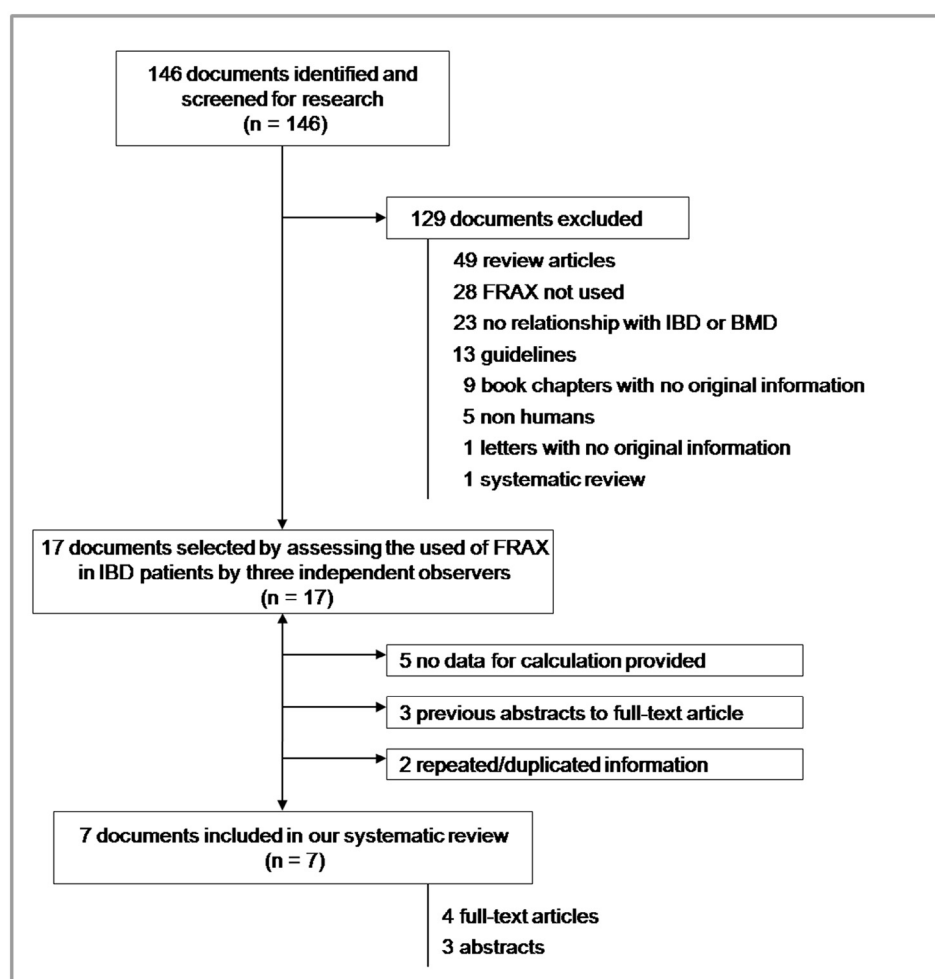 146 documents identified and
screened for research
(n = 146)
129 documents excluded
49 review articles
28 FRAX not used
23 no relationship with IBD or BMD
13 guidelines
9 book chapters with no original information
5 non humans
1 letters with no original information
1 systematic review
17 documents selected by assessing the used of FRAX
in IBD patients by three independent observers
(n = 17)
5 no data for calculation provided
3 previous abstracts to full-text article
2 repeated/duplicated information
7 documents included in our systematic review
(n = 7)
4 full-text articles
3 abstracts